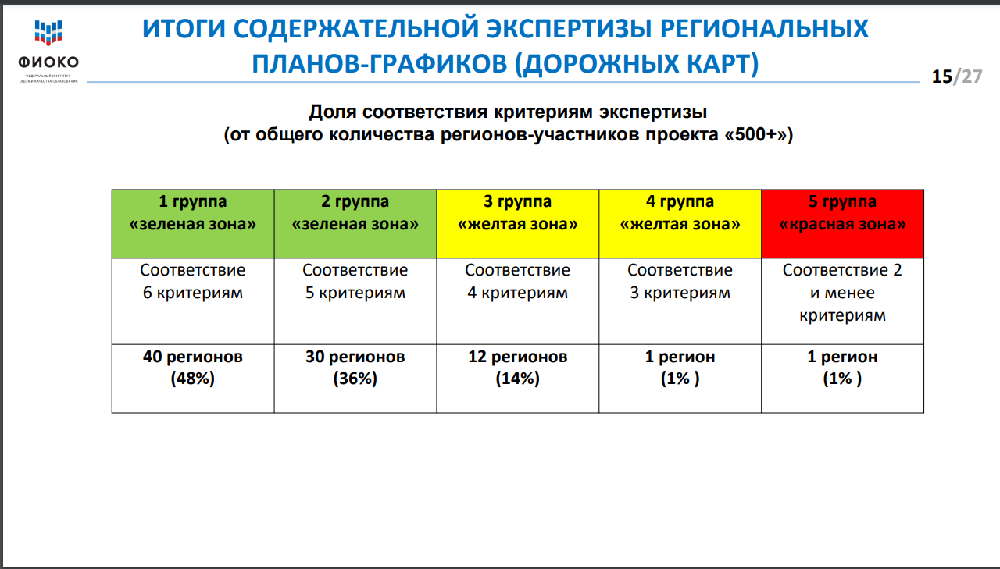 ИТОГИ СОДЕРЖАТЕЛЬНОЙ ЭКСПЕРТИЗЫ РЕГИОНАЛЬНЫХ
ПЛАНОВ-ГРАФИКОВ (ДОРОЖНЫХ КАРТ)
ФИОКО
ФЕДЕРАЛЬНЫЙ ИНСТИТУТ
ОЦЕНКИ КАЧЕСТВА ОБРАЗОВАНИЯ
15/27
Доля соответствия критериям экспертизы
(от общего количества регионов-участников проекта «500+»)
1 группа
«зеленая зона»
2 группа
«зеленая зона»
3 группа
«желтая зона»
4 группа
«желтая зона»
5 группа
«красная зона»
Соответствие
6 критериям
Соответствие
5 критериям
Соответствие
4 критериям
Соответствие
3 критериям
Соответствие 2
и менее
критериям
40 регионов
(48%)
30 регионов
(36%)
12 регионов
(14%)
1 регион
(1% )
1 регион
(1% )